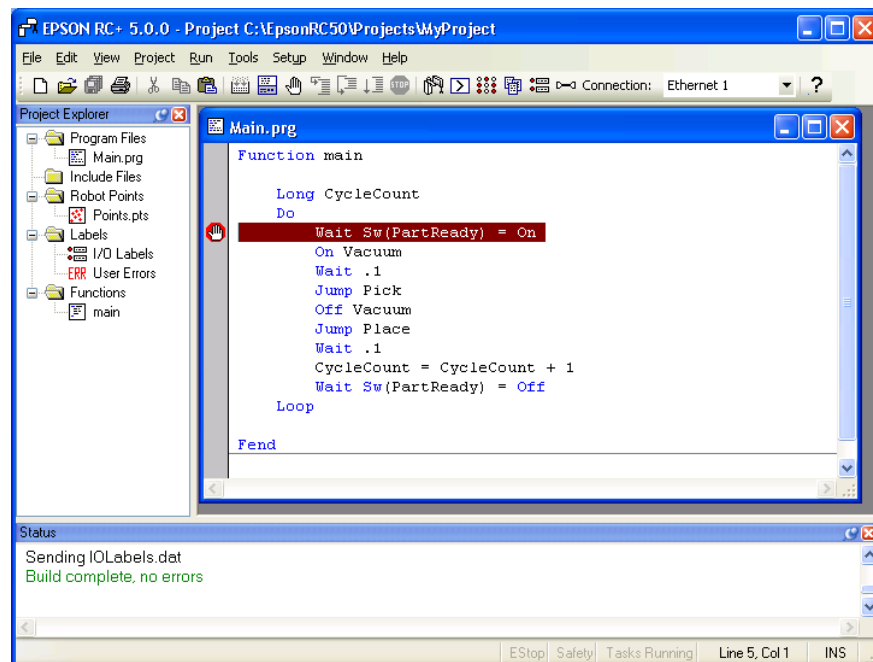 EPSON RC+ 5.0.0 - Project C:\EpsonRC50\Projects\MyProject
File Edit View Project Run Tools Setup Window Help
STOP Connection: Ethernet 1 ?
Project Explorer
Program Files
Main.prg
Include Files
Robot Points
Points.pts
Labels
I/O Labels
ERR User Errors
Functions
main
Main.prg
Function main
Long CycleCount
Do
Wait Sw(PartReady) = On
On Vacuum
Wait .1
Jump Pick
Off Vacuum
Jump Place
Wait .1
CycleCount = CycleCount + 1
Wait Sw(PartReady) = Off
Loop
Fend
Status
Sending IOLabels.dat
Build complete, no errors
EStop Safety Tasks Running Line 5, Col 1 INS